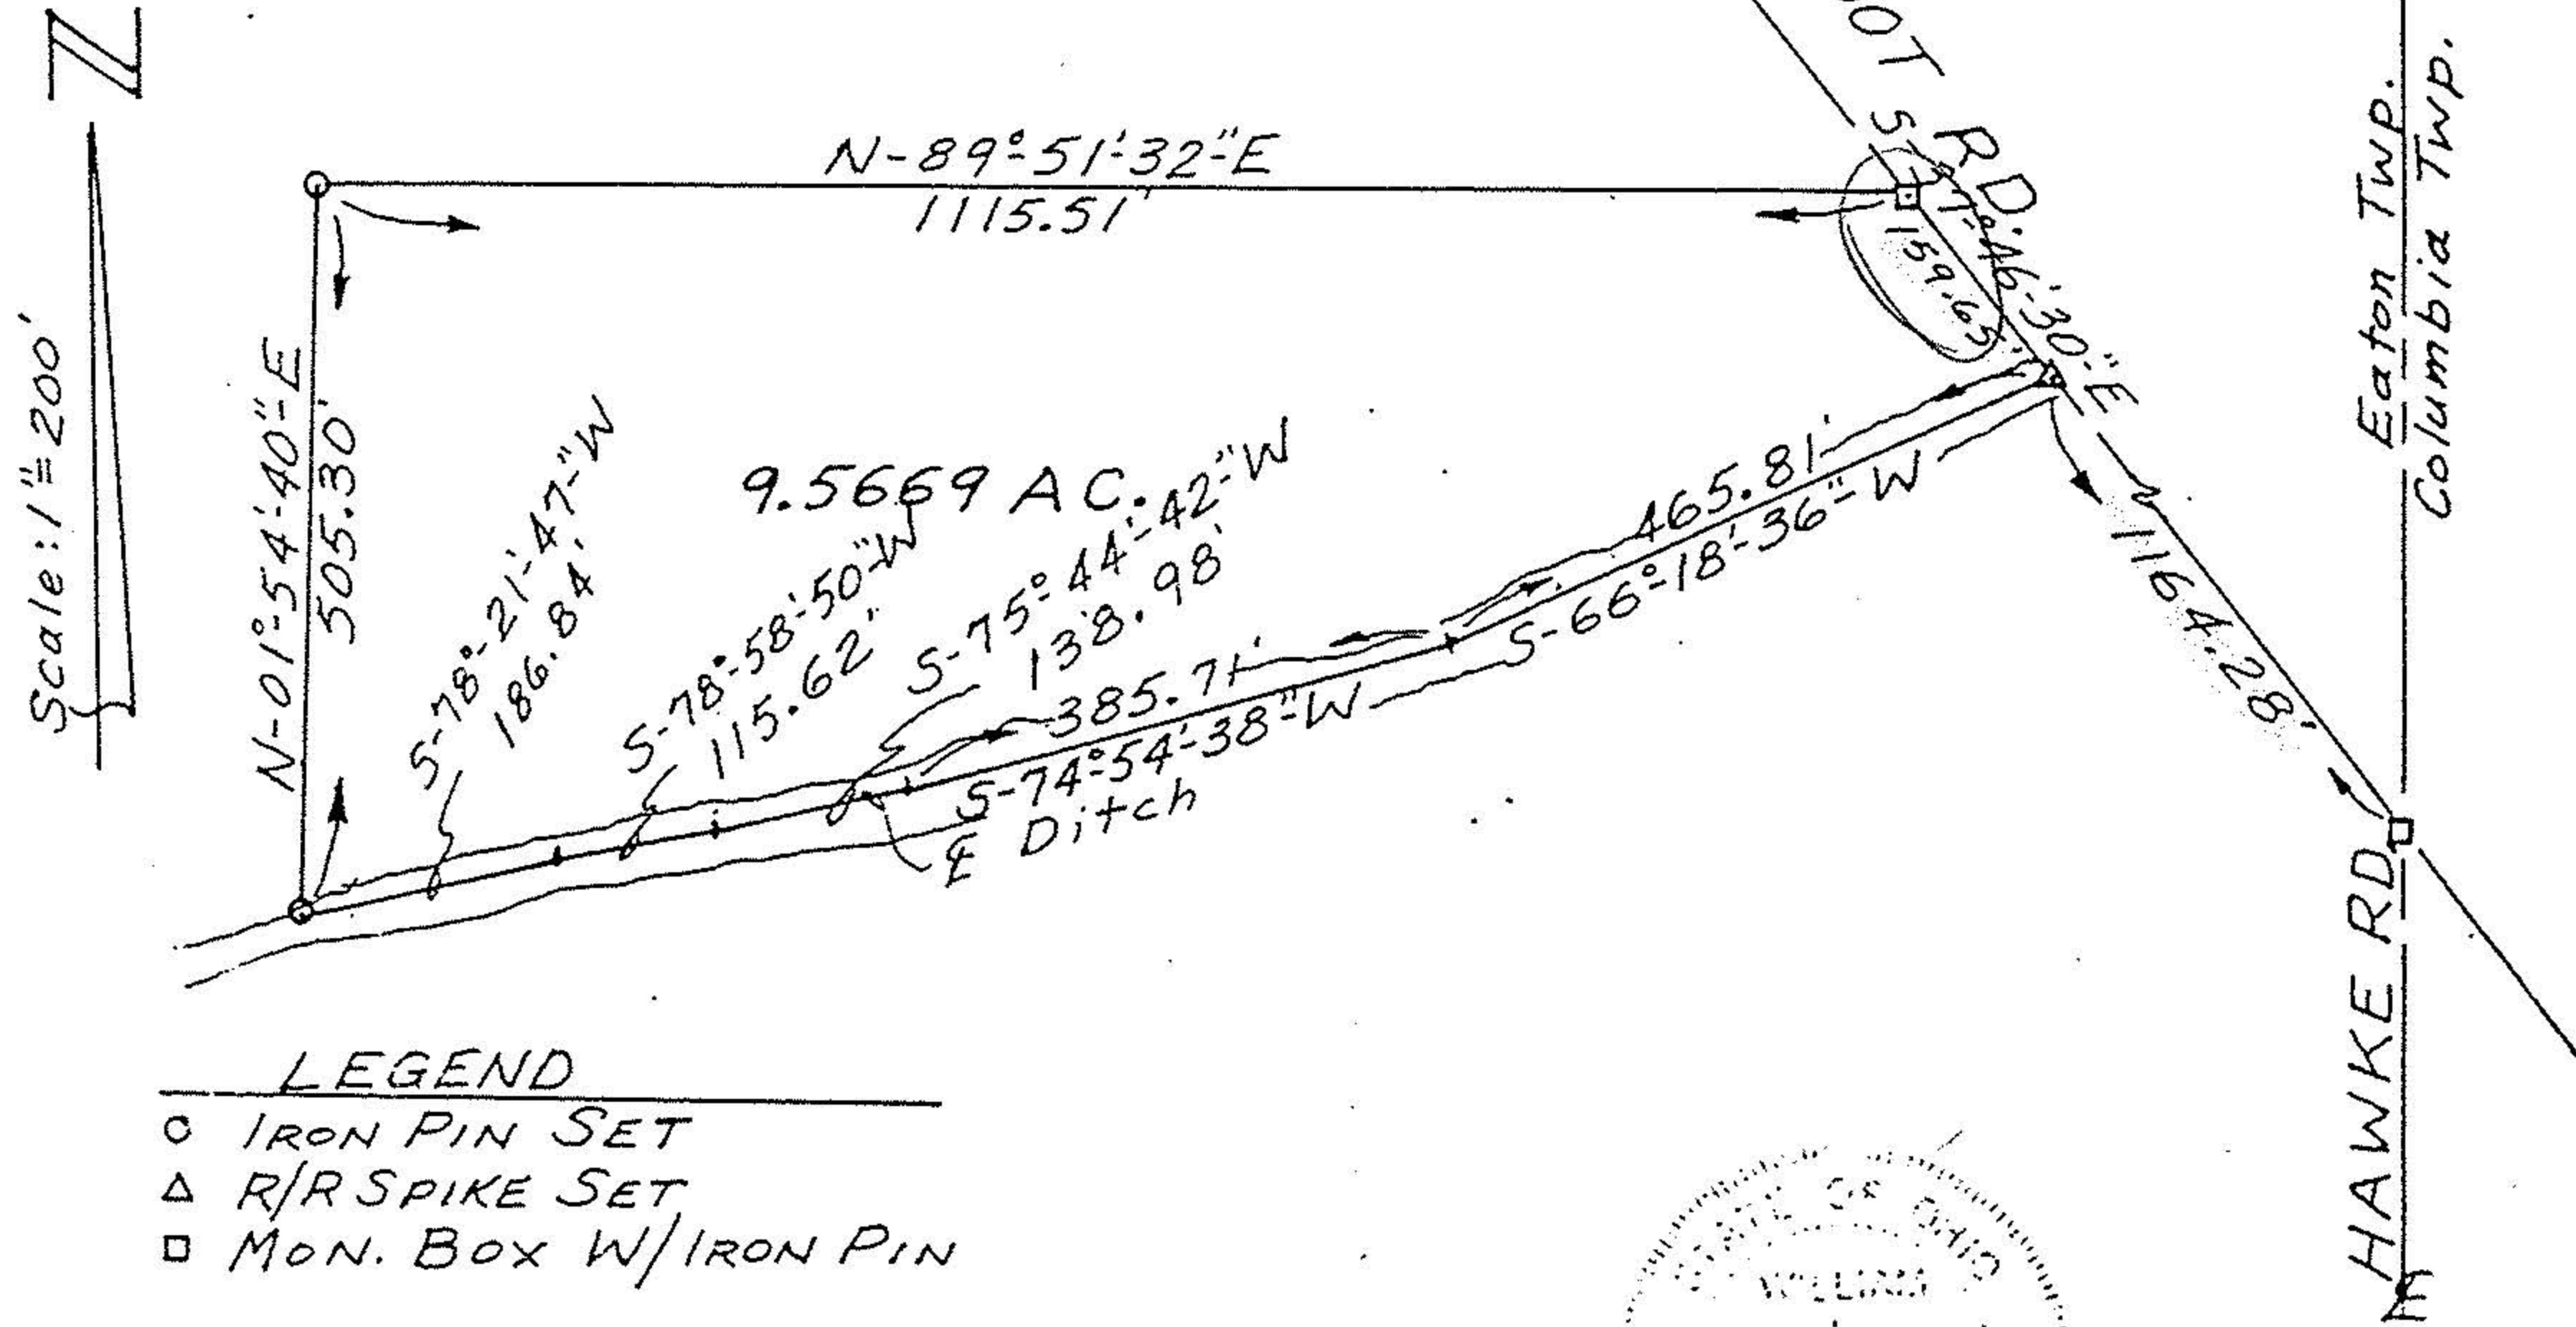 Scale: 1"=200'
N-89°-51'-32"-E
1115.51'
OT RD.
159.65'
N-01°-54'-40"-E
505.30'
S-78°-21'-47"-W
186.84'
9.5669 AC.
S-78°-58'-50"-W
115.62'
S-75°-44'-42"-W
138.98'
465.81'
S-66°-18'-36"-W
385.71'
S-74°-54'-38"-W
℄ Ditch
1164.28'
Eaton Twp.
Columbia Twp.
HAWKE RD.
LEGEND
○ IRON PIN SET
△ R/R SPIKE SET
□ MON. BOX W/IRON PIN
STATE OF OHIO